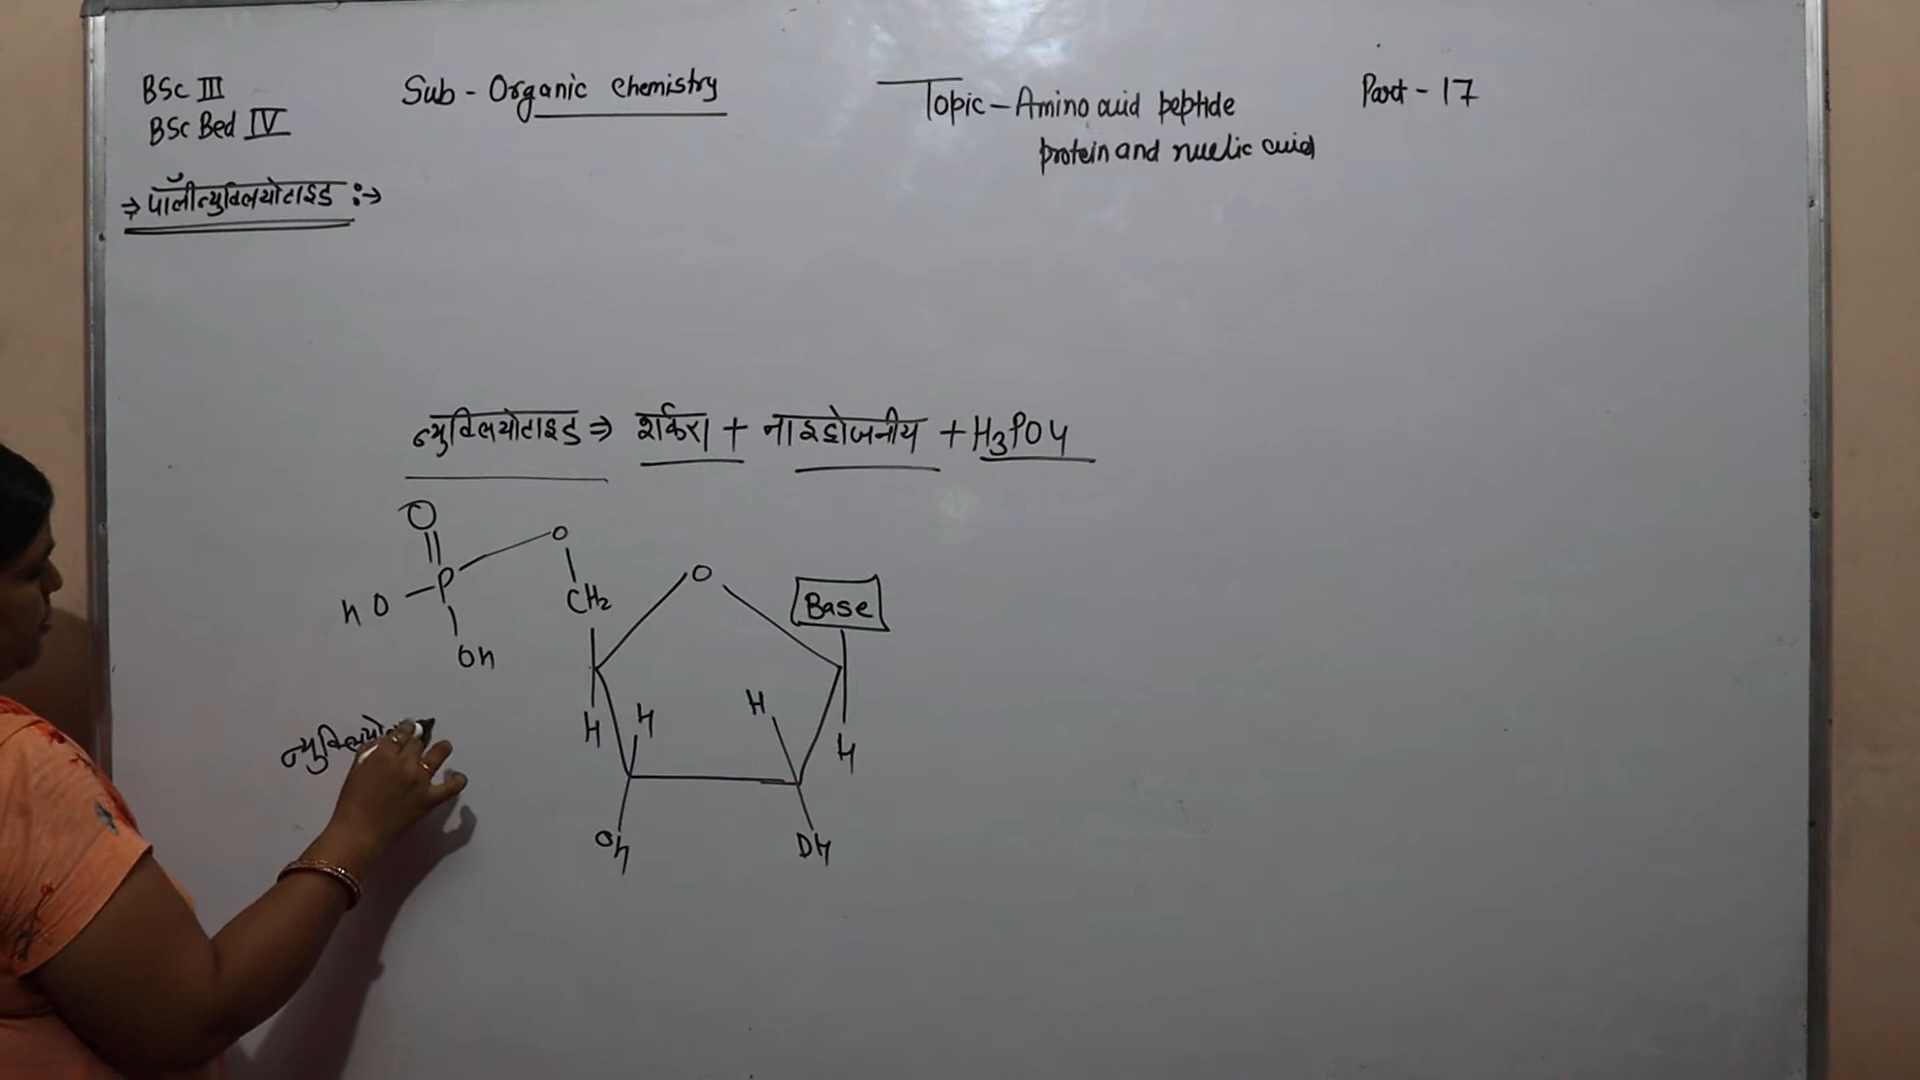 BSc III
BSc Bed IV
Sub - Organic chemistry
Topic - Amino acid peptide
protein and nuelic acid
Part - 17
⇒ पॉलीन्युक्लियोटाइड :→
न्युक्लियोटाइड ⇒ शर्करा + नाइट्रोजनीय + H3PO4
O
P
O
HO
OH
CH2
O
Base
H
H
H
H
OH
OH